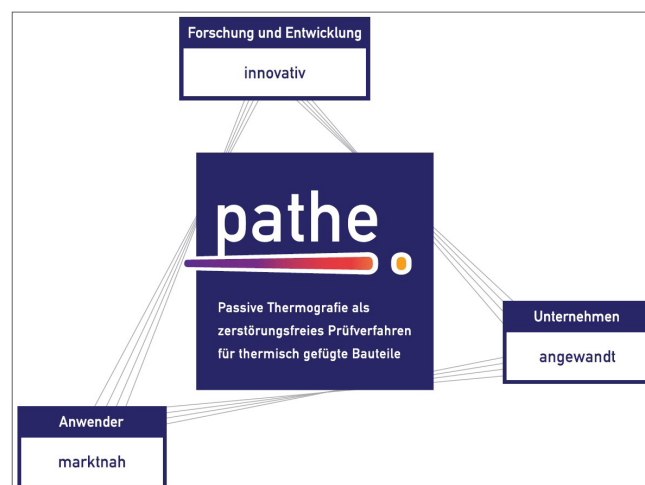 Forschung und Entwicklung
innovativ
pathe
Passive Thermografie als
zerstörungsfreies Prüfverfahren
für thermisch gefügte Bauteile
Unternehmen
angewandt
Anwender
marktnah